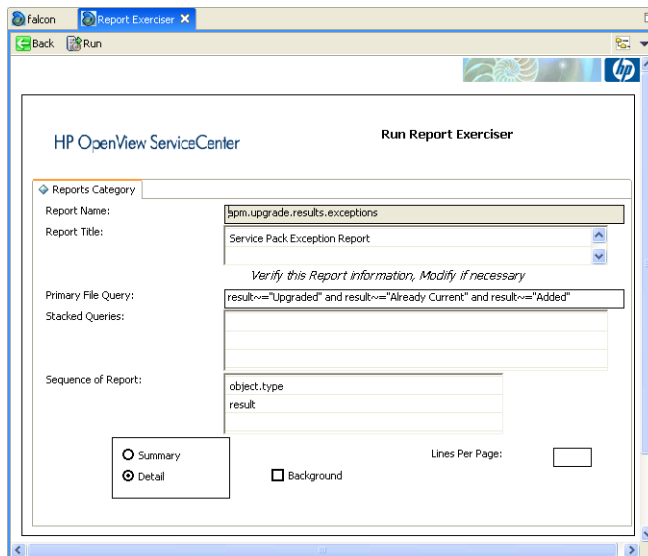 falcon
Report Exerciser
Back
Run
hp
HP OpenView ServiceCenter
Run Report Exerciser
Reports Category
Report Name:
apm.upgrade.results.exceptions
Report Title:
Service Pack Exception Report
Verify this Report information, Modify if necessary
Primary File Query:
result~="Upgraded" and result~="Already Current" and result~="Added"
Stacked Queries:
Sequence of Report:
object.type
result
Summary
Detail
Background
Lines Per Page: